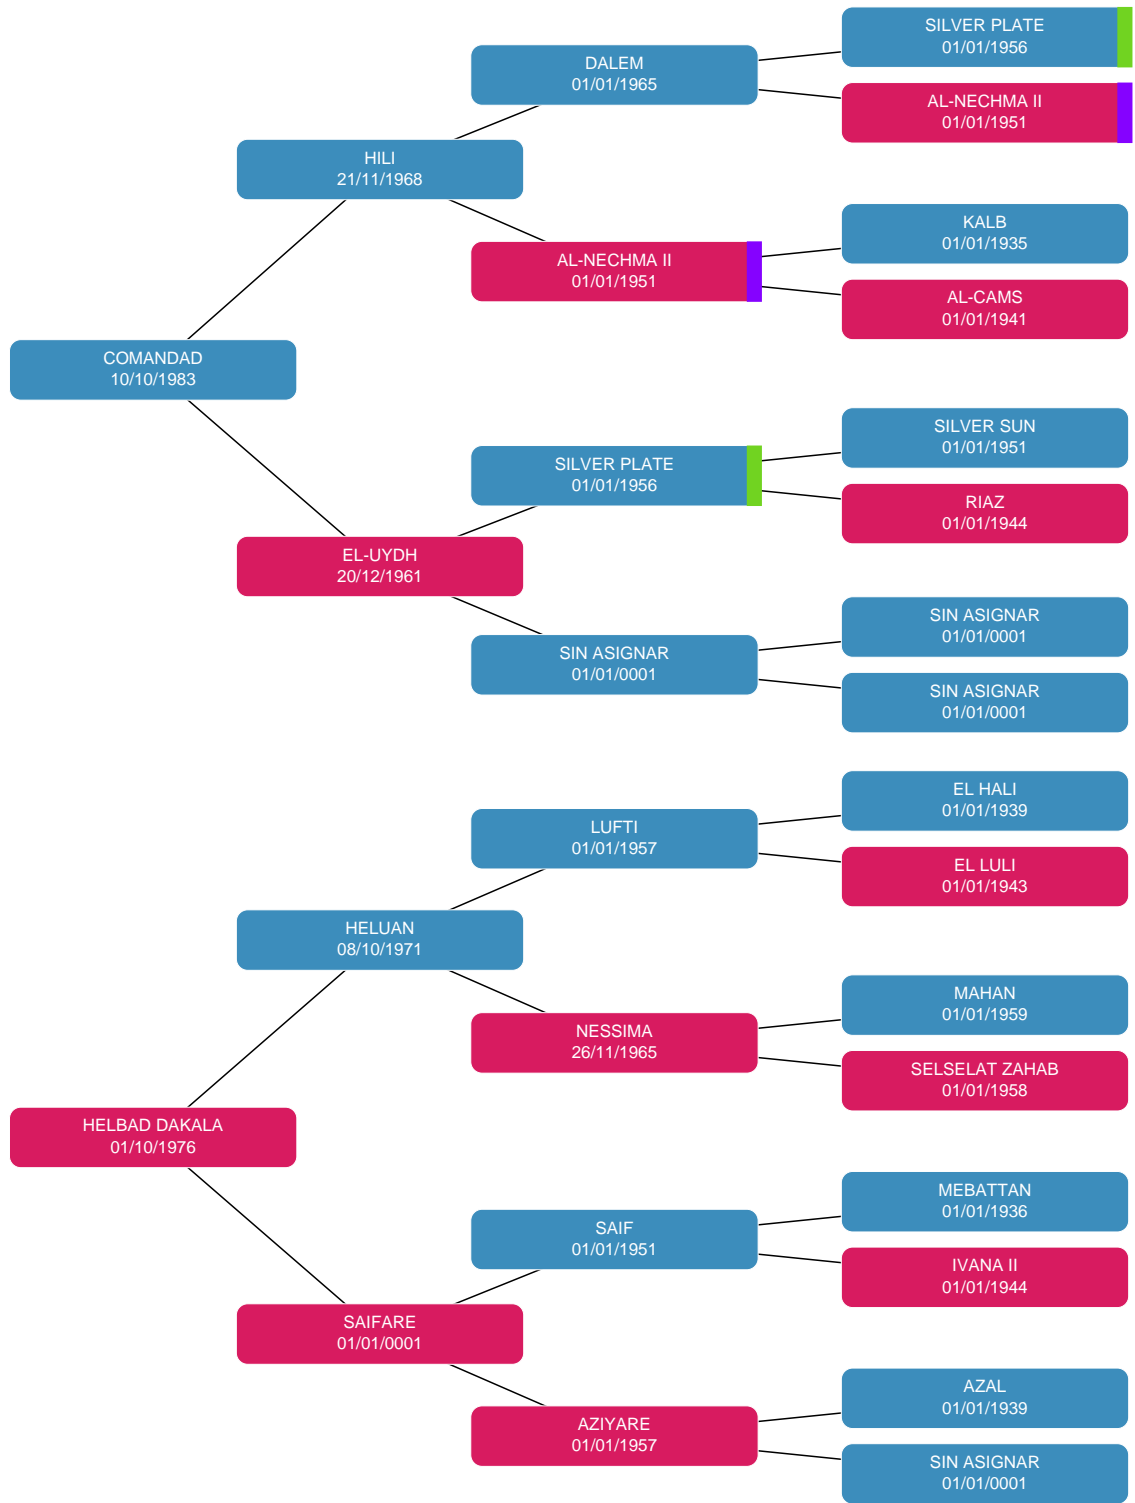 SILVER PLATE
01/01/1956
DALEM
01/01/1965
AL-NECHMA II
01/01/1951
HILI
21/11/1968
KALB
01/01/1935
AL-NECHMA II
01/01/1951
AL-CAMS
01/01/1941
COMANDAD
10/10/1983
SILVER SUN
01/01/1951
SILVER PLATE
01/01/1956
RIAZ
01/01/1944
EL-UYDH
20/12/1961
SIN ASIGNAR
01/01/0001
SIN ASIGNAR
01/01/0001
SIN ASIGNAR
01/01/0001
EL HALI
01/01/1939
LUFTI
01/01/1957
EL LULI
01/01/1943
HELUAN
08/10/1971
MAHAN
01/01/1959
NESSIMA
26/11/1965
SELSELAT ZAHAB
01/01/1958
HELBAD DAKALA
01/10/1976
MEBATTAN
01/01/1936
SAIF
01/01/1951
IVANA II
01/01/1944
SAIFARE
01/01/0001
AZAL
01/01/1939
AZIYARE
01/01/1957
SIN ASIGNAR
01/01/0001